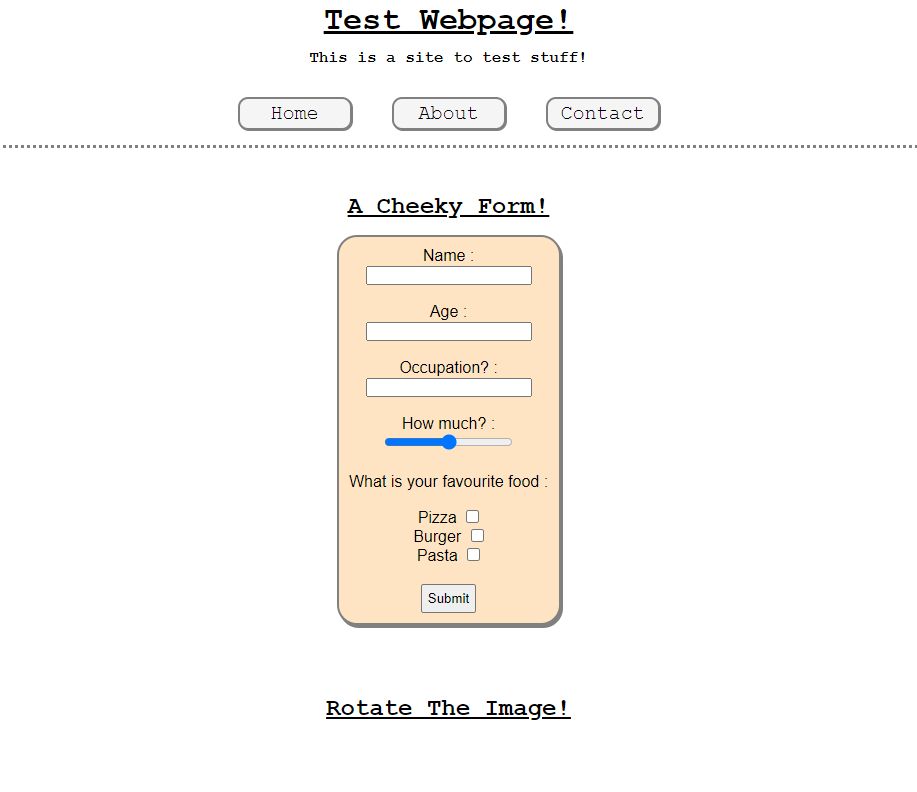 Test Webpage!
This is a site to test stuff!
Home About Contact
A Cheeky Form!
Name :
Age :
Occupation? :
How much? :
What is your favourite food :
Pizza
Burger
Pasta
Submit
Rotate The Image!